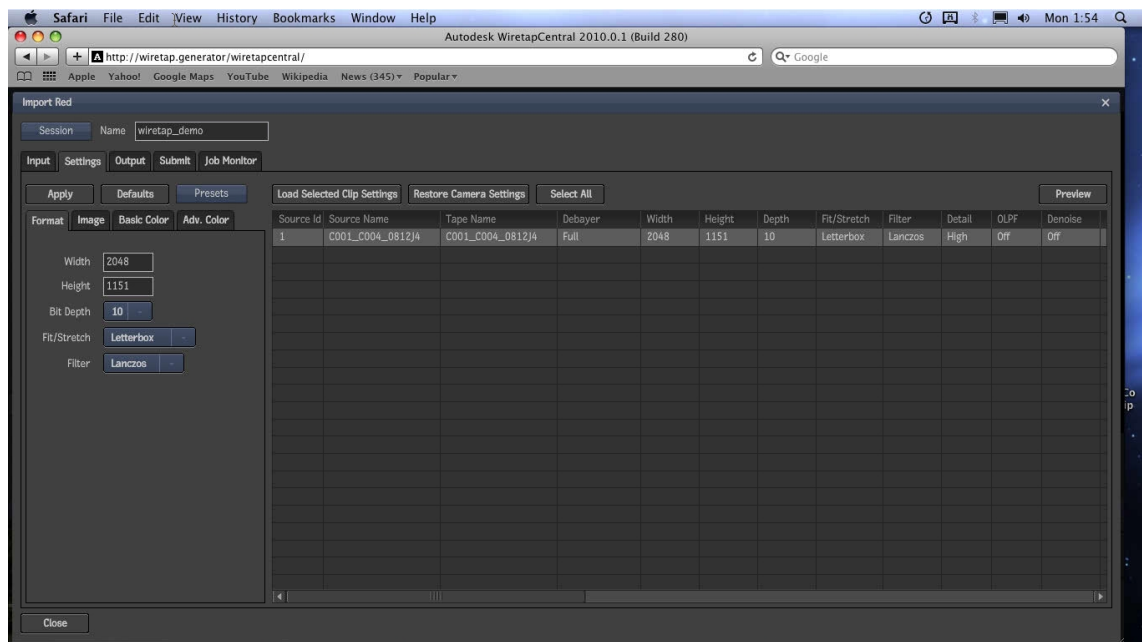 Safari File Edit View History Bookmarks Window Help Mon 1:54
Autodesk WiretapCentral 2010.0.1 (Build 280)
http://wiretap.generator/wiretapcentral/ Google
Apple Yahoo! Google Maps YouTube Wikipedia News (345) Popular
Import Red
Session Name wiretap_demo
Input Settings Output Submit Job Monitor
Apply Defaults Presets Load Selected Clip Settings Restore Camera Settings Select All Preview
Format Image Basic Color Adv. Color
Source Id Source Name Tape Name Debayer Width Height Depth Fit/Stretch Filter Detail OLPF Denoise
1 C001_C004_0812J4 C001_C004_0812J4 Full 2048 1151 10 Letterbox Lanczos High Off Off
Width 2048
Height 1151
Bit Depth 10
Fit/Stretch Letterbox
Filter Lanczos
Close